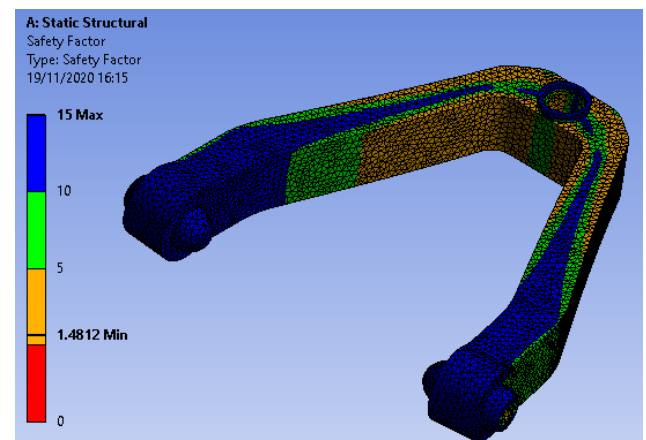 A: Static Structural
Safety Factor
Type: Safety Factor
19/11/2020 16:15
15 Max
10
5
1.4812 Min
0